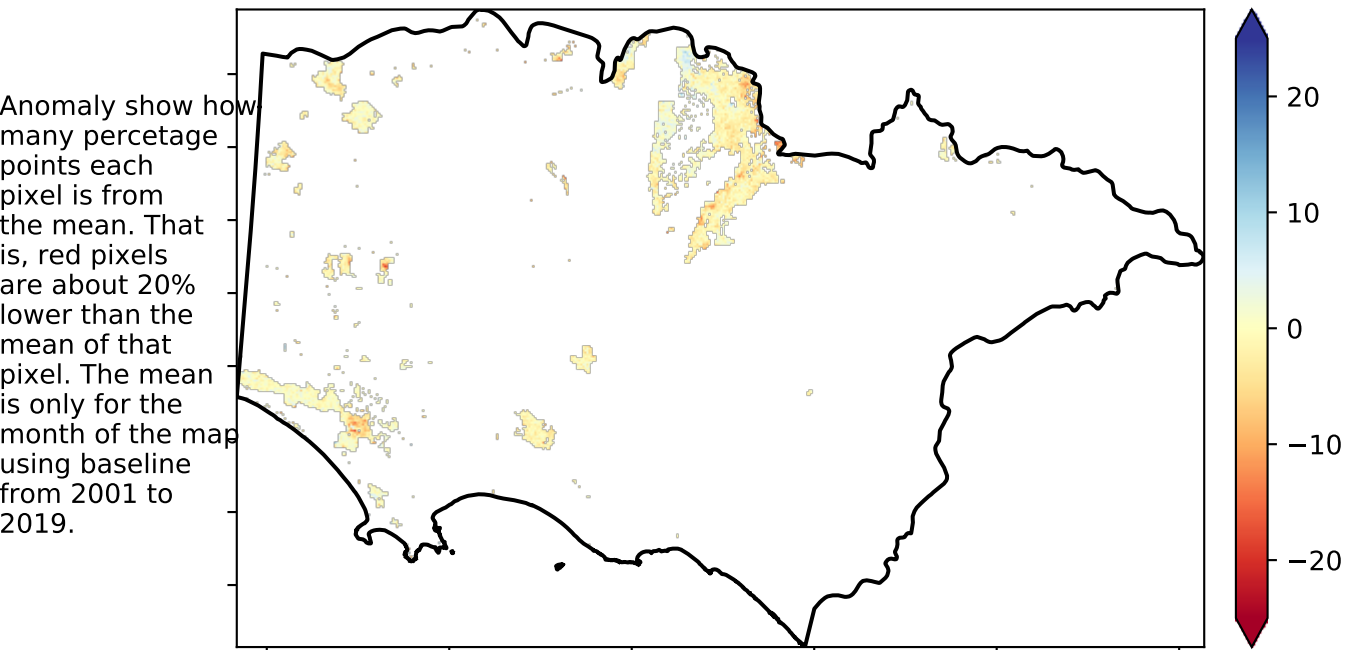 Anomaly show how
many percetage
points each
pixel is from
the mean. That
is, red pixels
are about 20%
lower than the
mean of that
pixel. The mean
is only for the
month of the map
using baseline
from 2001 to
2019.
20
10
0
−10
−20